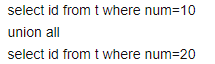 select id from t where num=10
union all
select id from t where num=20